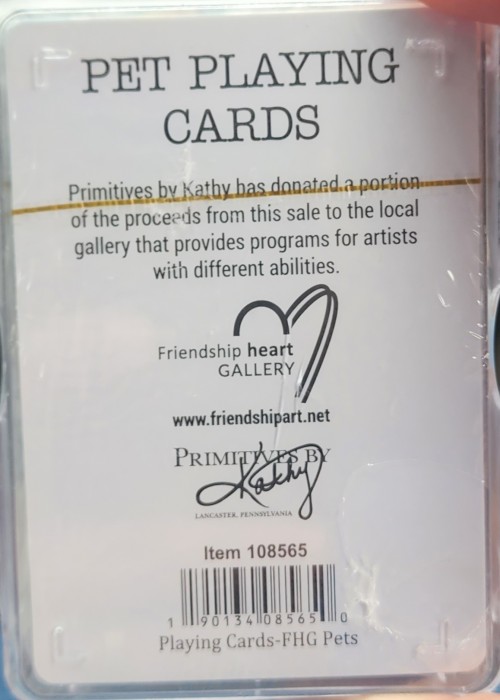 PET PLAYING
CARDS
Primitives by Kathy has donated a portion
of the proceeds from this sale to the local
gallery that provides programs for artists
with different abilities.
Friendship heart
GALLERY
www.friendshipart.net
PRIMITIVES BY
Kathy
LANCASTER, PENNSYLVANIA
Item 108565
1 90134 08565 0
Playing Cards-FHG Pets